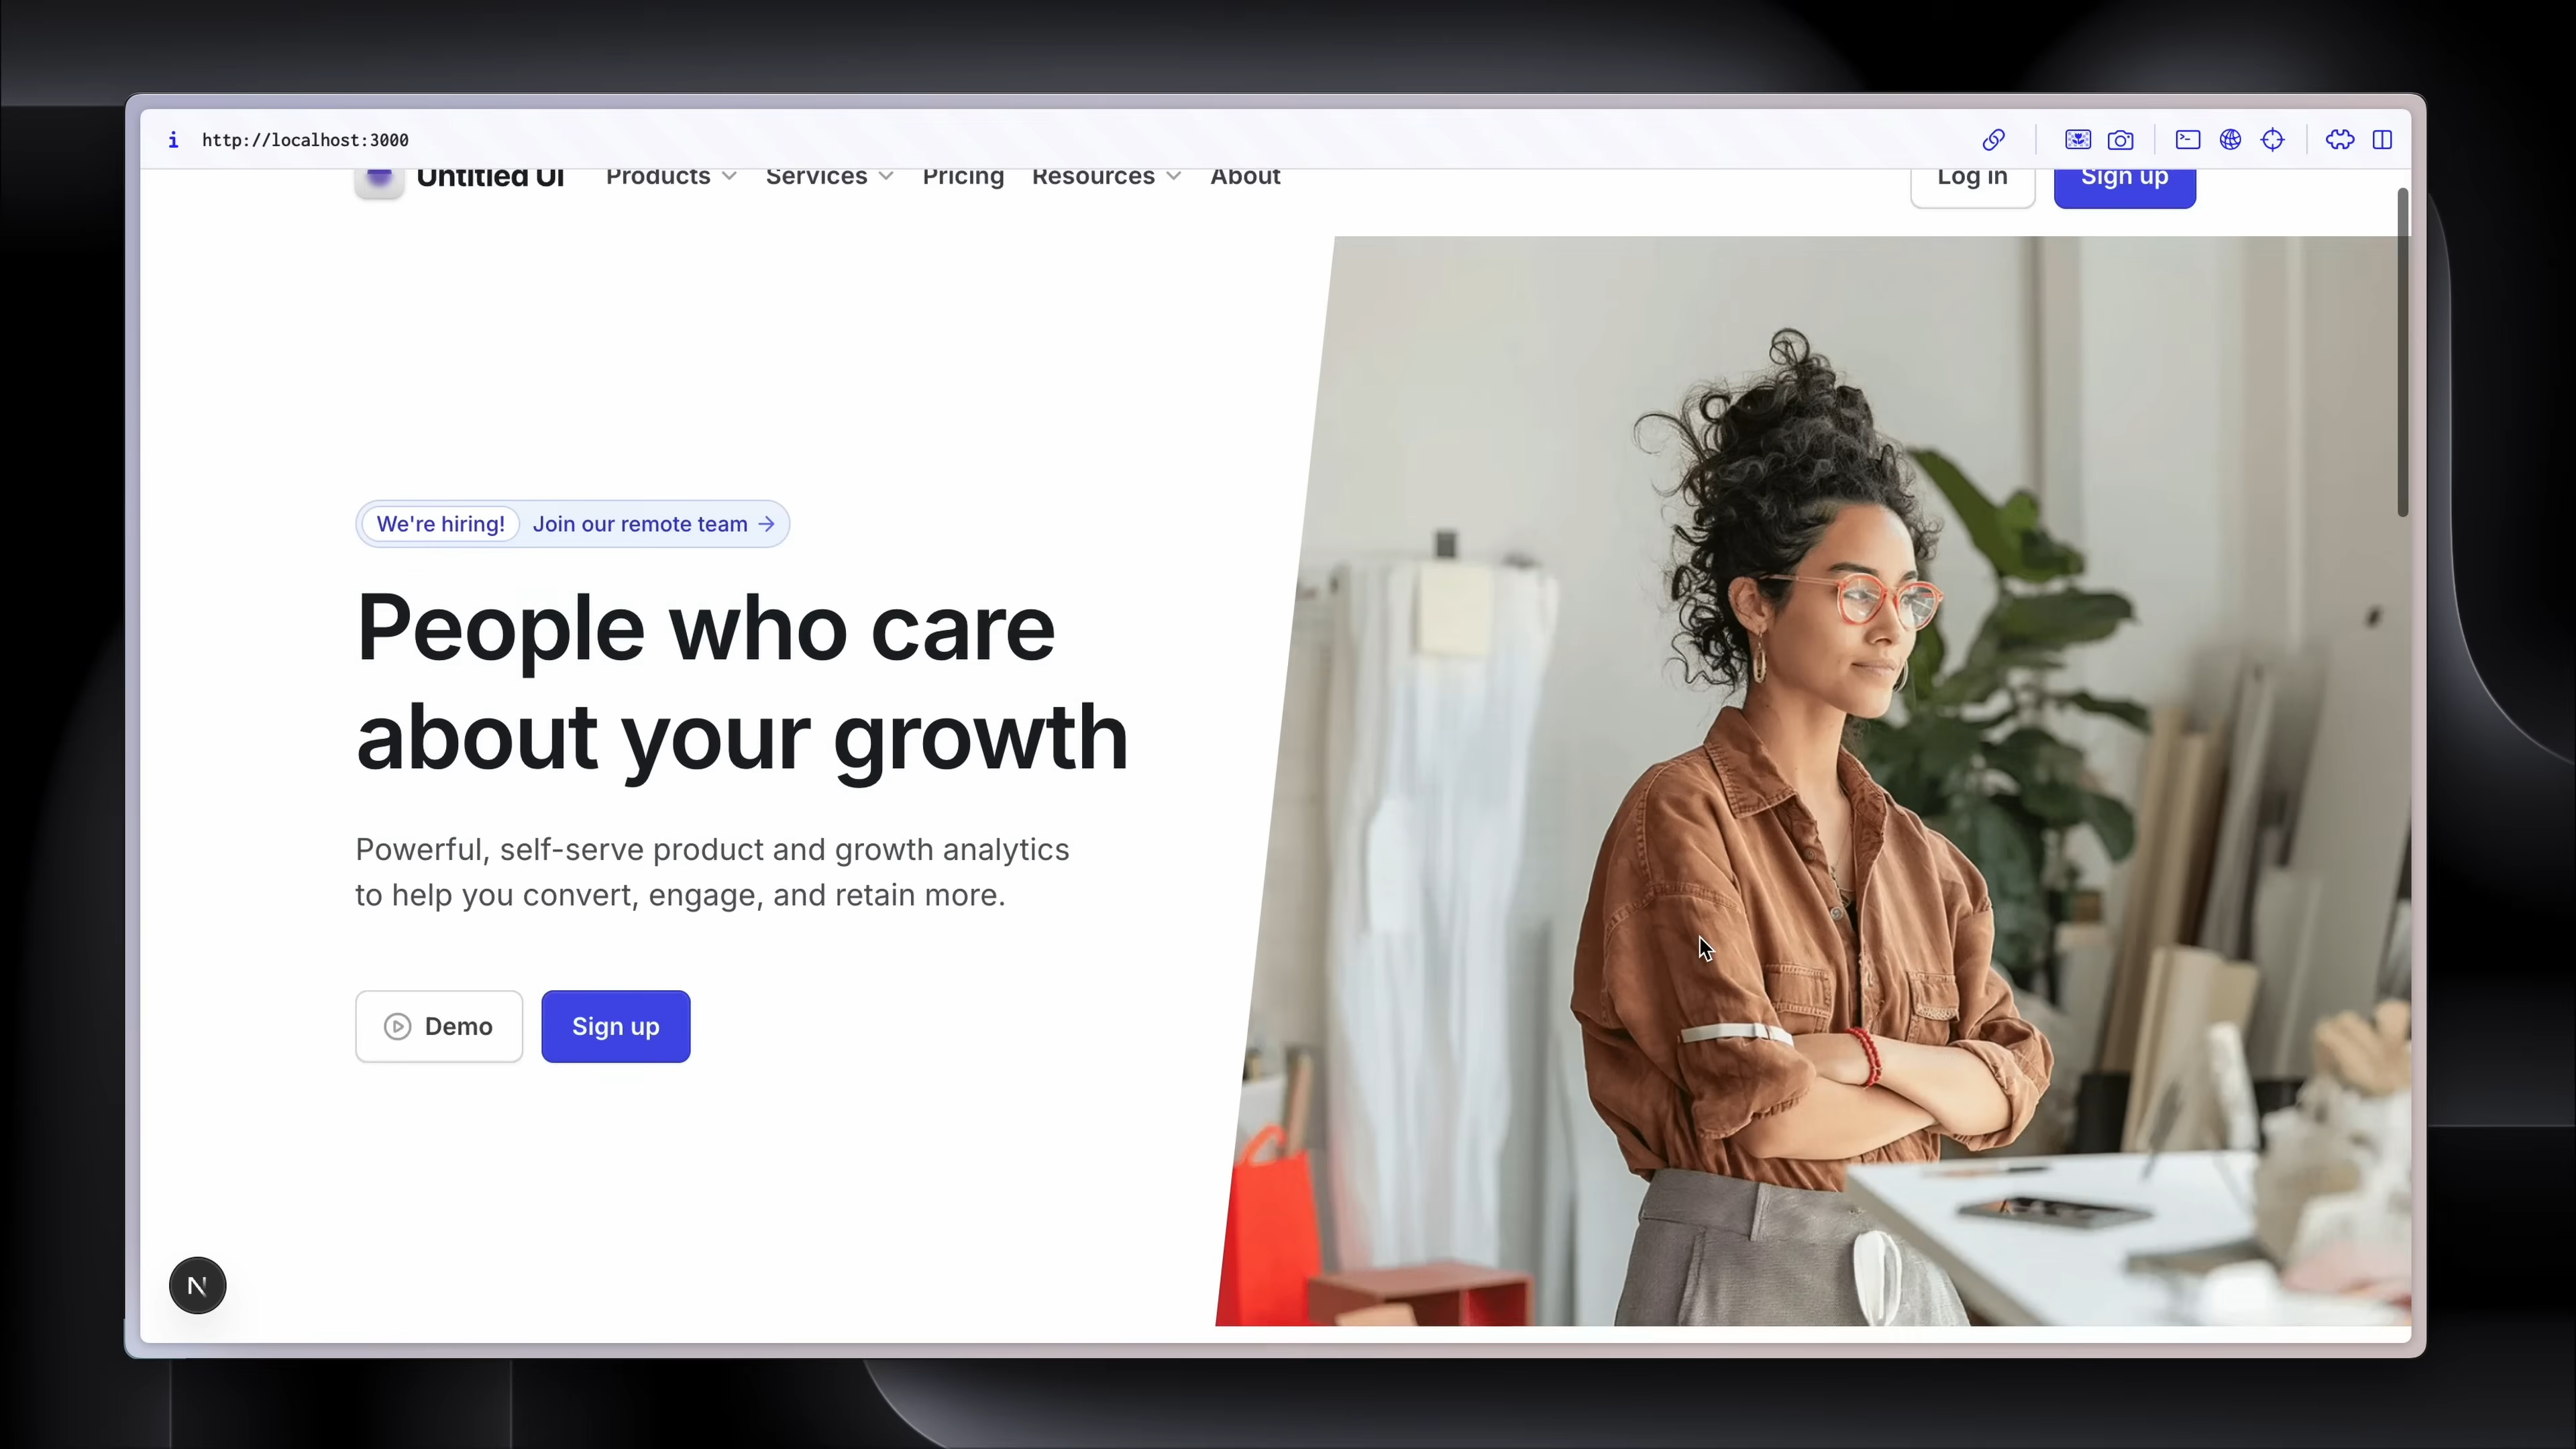 i http://localhost:3000
Untitled UI Products Services Pricing Resources About Log in Sign up
We're hiring! Join our remote team →
People who care
about your growth
Powerful, self-serve product and growth analytics
to help you convert, engage, and retain more.
Demo Sign up
N